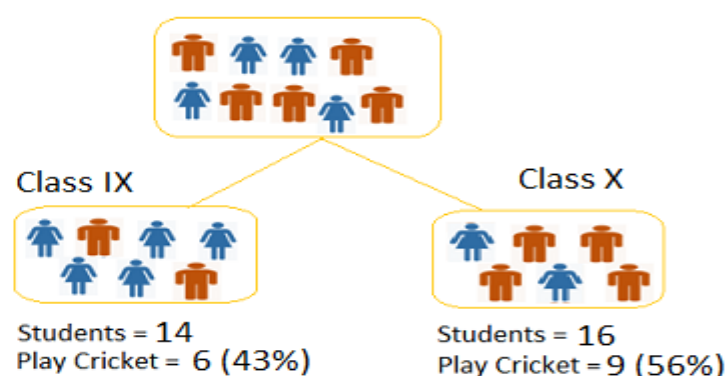 Class IX
Class X
Students = 14
Play Cricket = 6 (43%)
Students = 16
Play Cricket = 9 (56%)